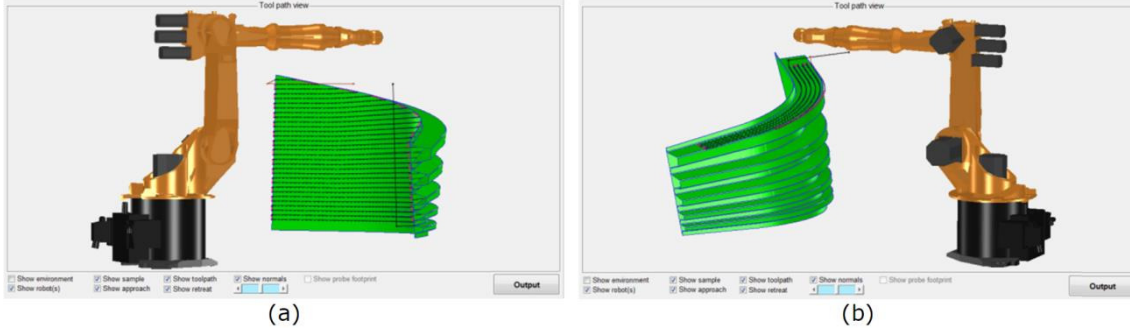 Tool path view
Show environment Show sample Show toolpath Show normals Show probe footprint
Show robot(s) Show approach Show retreat
Output
(a)
Tool path view
Show environment Show sample Show toolpath Show normals Show probe footprint
Show robot(s) Show approach Show retreat
Output
(b)